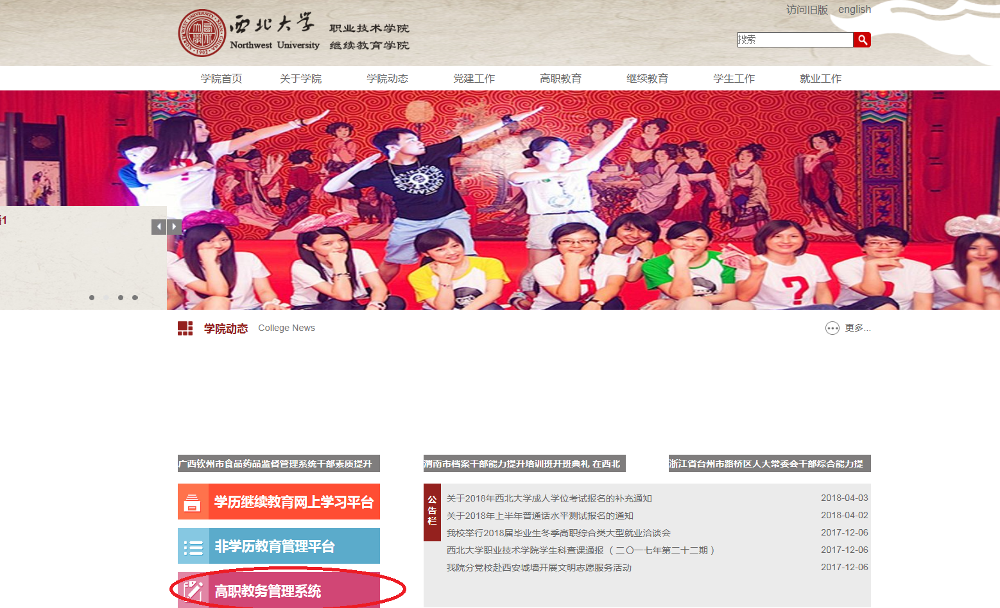 访问旧版 english
西北大学 职业技术学院
Northwest University 继续教育学院
搜索
学院首页 关于学院 学院动态 党建工作 高职教育 继续教育 学生工作 就业工作
1
学院动态 College News 更多...
广西钦州市食品药品监督管理系统干部素质提升
渭南市档案干部能力提升培训班开班典礼 在西北
浙江省台州市路桥区人大常委会干部综合能力提
学历继续教育网上学习平台
非学历教育管理平台
高职教务管理系统
公告栏
关于2018年西北大学成人学位考试报名的补充通知 2018-04-03
关于2018年上半年普通话水平测试报名的通知 2018-04-02
我校举行2018届毕业生冬季高职综合类大型就业洽谈会 2017-12-06
西北大学职业技术学院学生科查课通报（二〇一七年第二十二期） 2017-12-06
我院分党校赴西安城墙开展文明志愿服务活动 2017-12-06